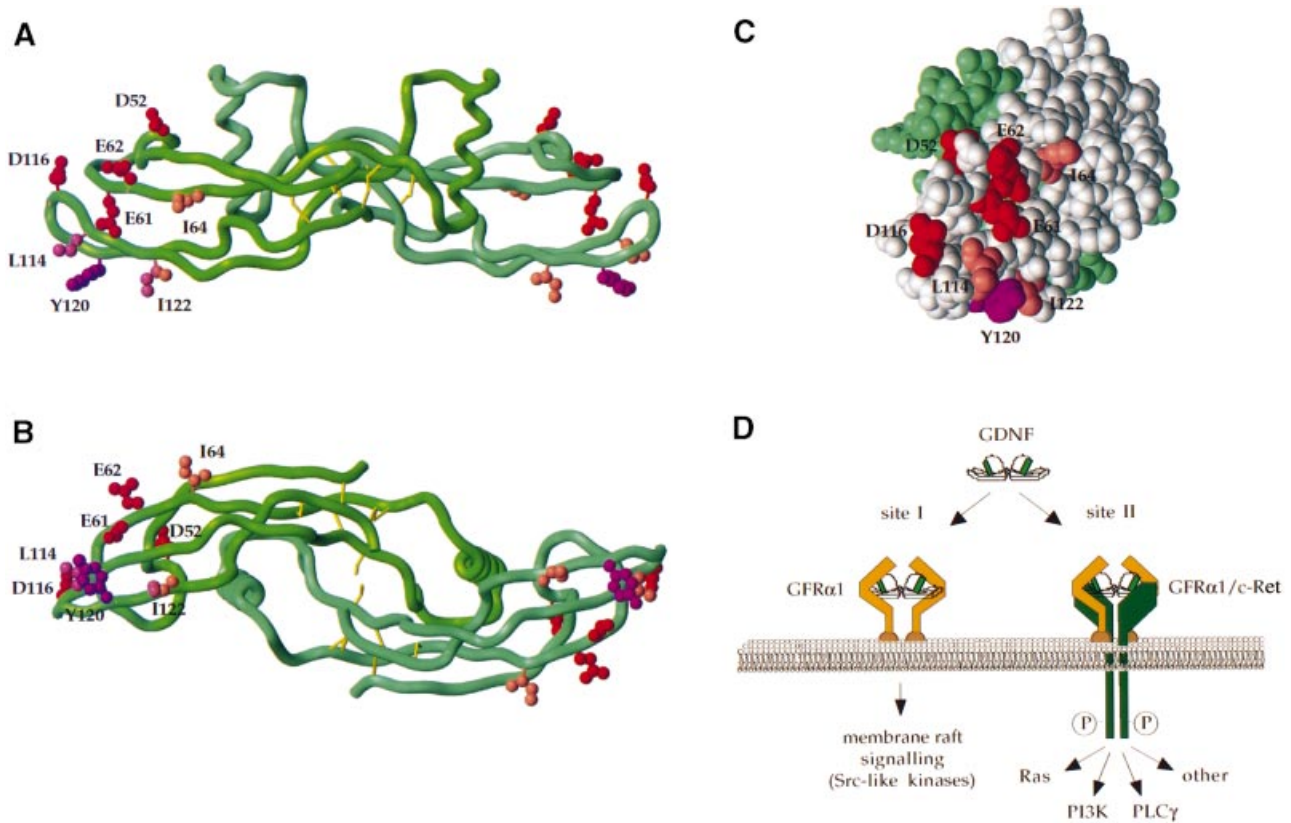 A
D52
E62
D116
E61
I64
L114
Y120
I122
B
I64
E62
E61
D52
L114
D116
Y120
I122
C
E62
D52
I64
D116
E61
L114
I122
Y120
D
GDNF
site I
site II
GFRα1
GFRα1/c-Ret
P
P
membrane raft
signalling
(Src-like kinases)
Ras
other
PI3K
PLCγ